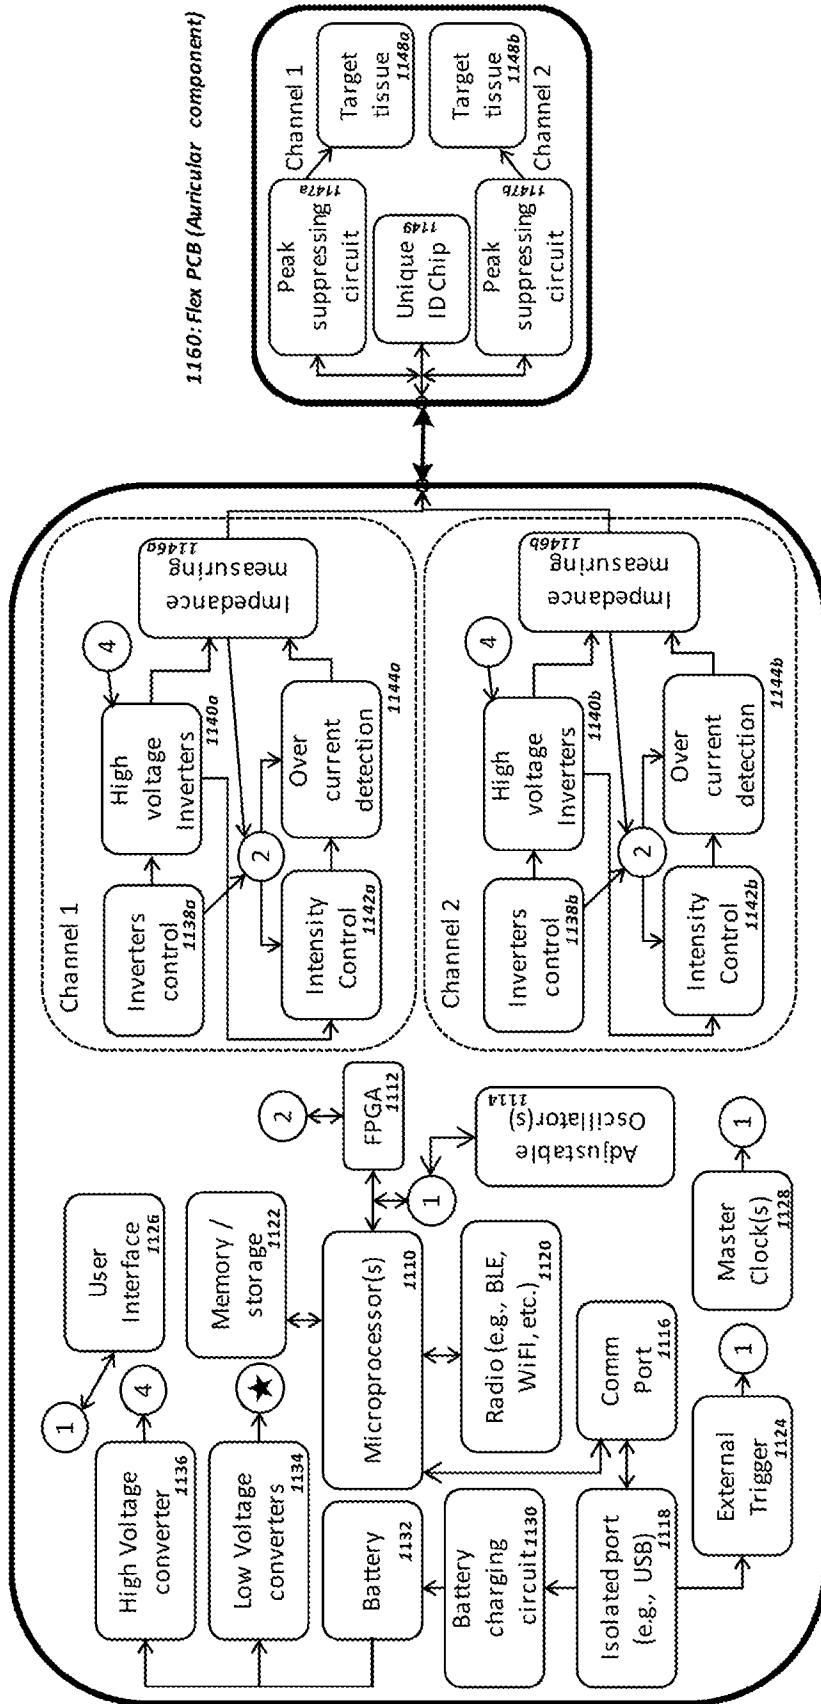 High Voltage
converter
1136
4
1
User
Interface
1126
Low Voltage
converters
1134
Memory /
storage
1122
Battery
1132
Microprocessor(s)
1110
2
FPGA
1112
1
Adjustable
Oscillator(s)
1114
Battery
charging
circuit 1130
Radio (e.g., BLE,
WiFI, etc.)
1120
Isolated port
(e.g., USB)
1118
Comm
Port
1116
External
Trigger
1124
1
Master
Clock(s)
1128
1
Channel 1
Inverters
control
1138a
High
voltage
Inverters
1140a
4
2
Intensity
Control
1142a
Over
current
detection
1144a
Impedance
measuring
1146a
Channel 2
Inverters
control
1138b
High
voltage
Inverters
1140b
4
2
Intensity
Control
1142b
Over
current
detection
1144b
Impedance
measuring
1146b
1160: Flex PCB (Auricular component)
Peak
suppressing
circuit
1147a
Channel 1
Target
tissue
1148a
Unique
ID Chip
1149
Peak
suppressing
circuit
1147b
Target
tissue
1148b
Channel 2